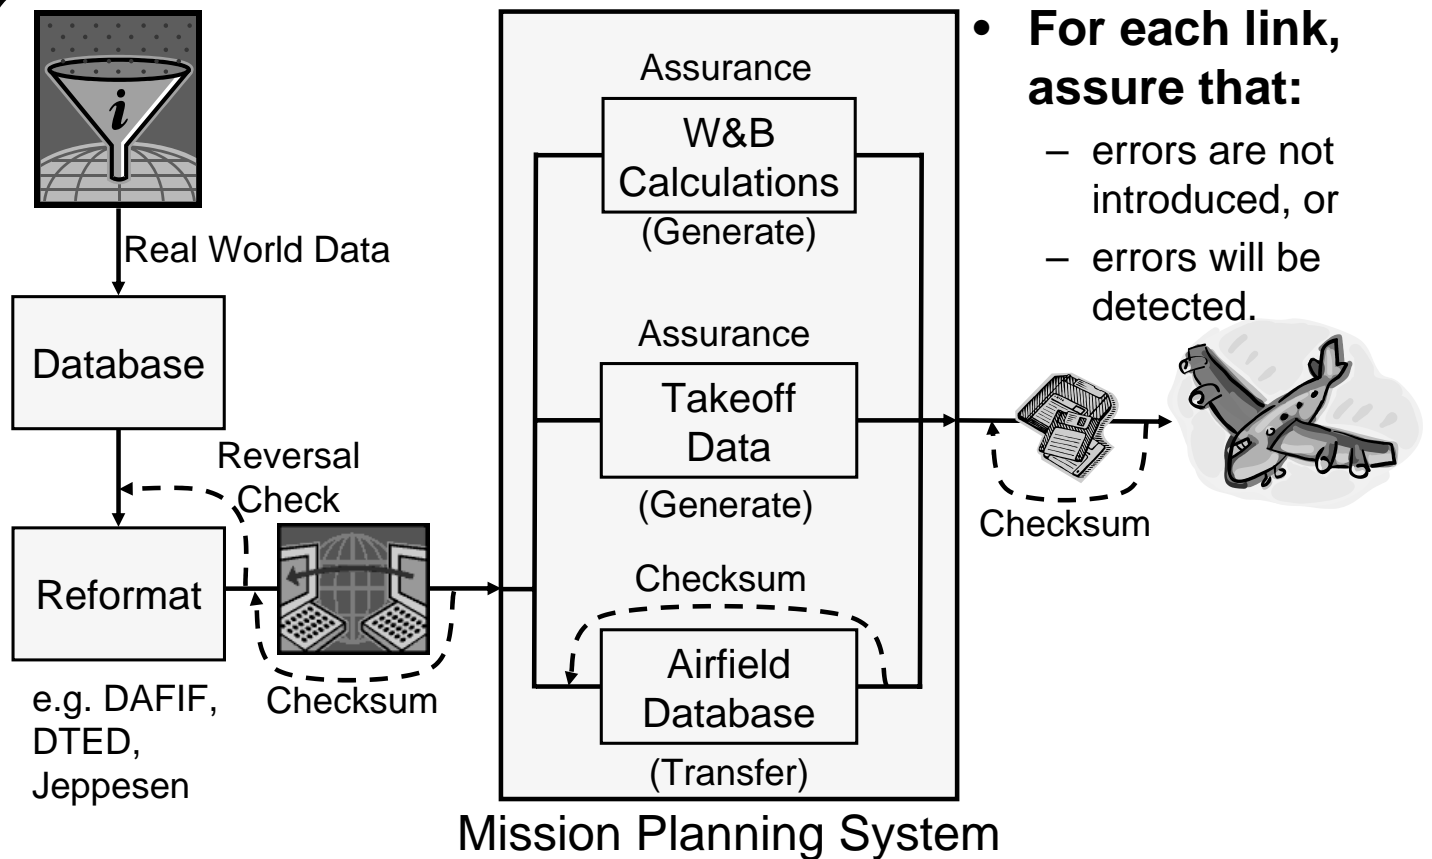 i
Real World Data
Database
Reversal
Check
Reformat
e.g. DAFIF,
DTED,
Jeppesen
Checksum
Assurance
W&B
Calculations
(Generate)
Assurance
Takeoff
Data
(Generate)
Checksum
Airfield
Database
(Transfer)
Mission Planning System
• For each link,
assure that:
– errors are not
introduced, or
– errors will be
detected.
Checksum